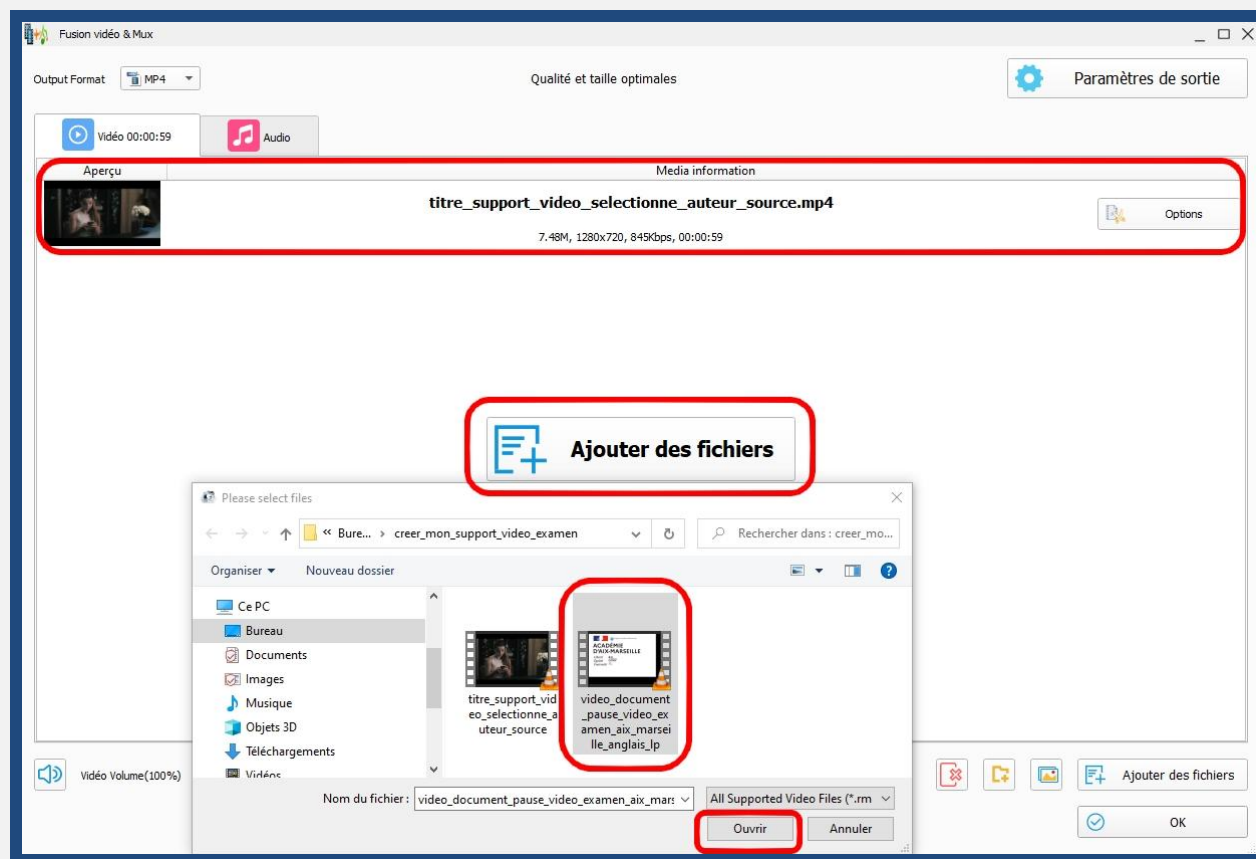 Fusion vidéo & Mux
Output Format
MP4
Qualité et taille optimales
Paramètres de sortie
Vidéo 00:00:59
Audio
Aperçu
Media information
titre_support_video_selectionne_auteur_source.mp4
7.48M, 1280x720, 845Kbps, 00:00:59
Options
Ajouter des fichiers
Please select files
« Bure... › creer_mon_support_video_examen
Rechercher dans : creer_mo...
Organiser
Nouveau dossier
Ce PC
Bureau
Documents
Images
Musique
Objets 3D
Téléchargements
Vidéos
ACADÉMIE
D'AIX-MARSEILLE
titre_support_vid
eo_selectionne_a
uteur_source
video_document
_pause_video_ex
amen_aix_marsei
lle_anglais_lp
Nom du fichier :
video_document_pause_video_examen_aix_mars
All Supported Video Files (*.rm
Ouvrir
Annuler
Vidéo Volume(100%)
Ajouter des fichiers
OK